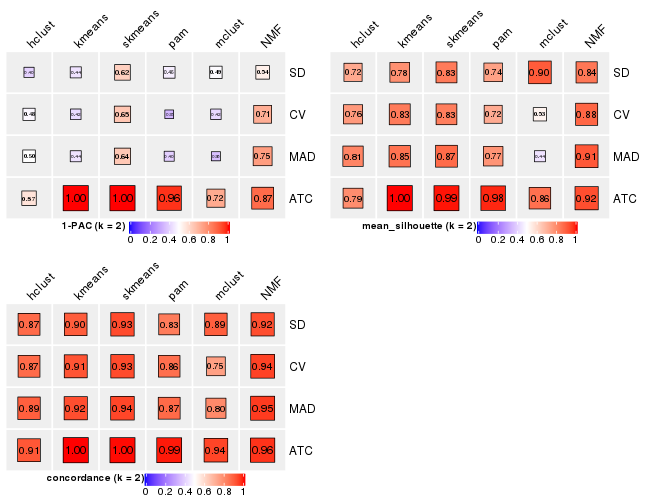 hclust kmeans skmeans pam mclust NMF
0.62 0.49 0.54 SD
0.48 0.65 0.71 CV
0.50 0.44 0.64 0.75 MAD
0.57 1.00 1.00 0.96 0.72 0.87 ATC
1-PAC (k = 2)
0 0.2 0.4 0.6 0.8 1
hclust kmeans skmeans pam mclust NMF
0.72 0.78 0.83 0.74 0.90 0.84 SD
0.76 0.83 0.83 0.72 0.53 0.88 CV
0.81 0.85 0.87 0.77 0.44 0.91 MAD
0.79 1.00 0.99 0.98 0.86 0.92 ATC
mean_silhouette (k = 2)
0 0.2 0.4 0.6 0.8 1
hclust kmeans skmeans pam mclust NMF
0.87 0.90 0.93 0.83 0.89 0.92 SD
0.87 0.91 0.93 0.86 0.75 0.94 CV
0.89 0.92 0.94 0.87 0.80 0.95 MAD
0.91 1.00 1.00 0.99 0.94 0.96 ATC
concordance (k = 2)
0 0.2 0.4 0.6 0.8 1